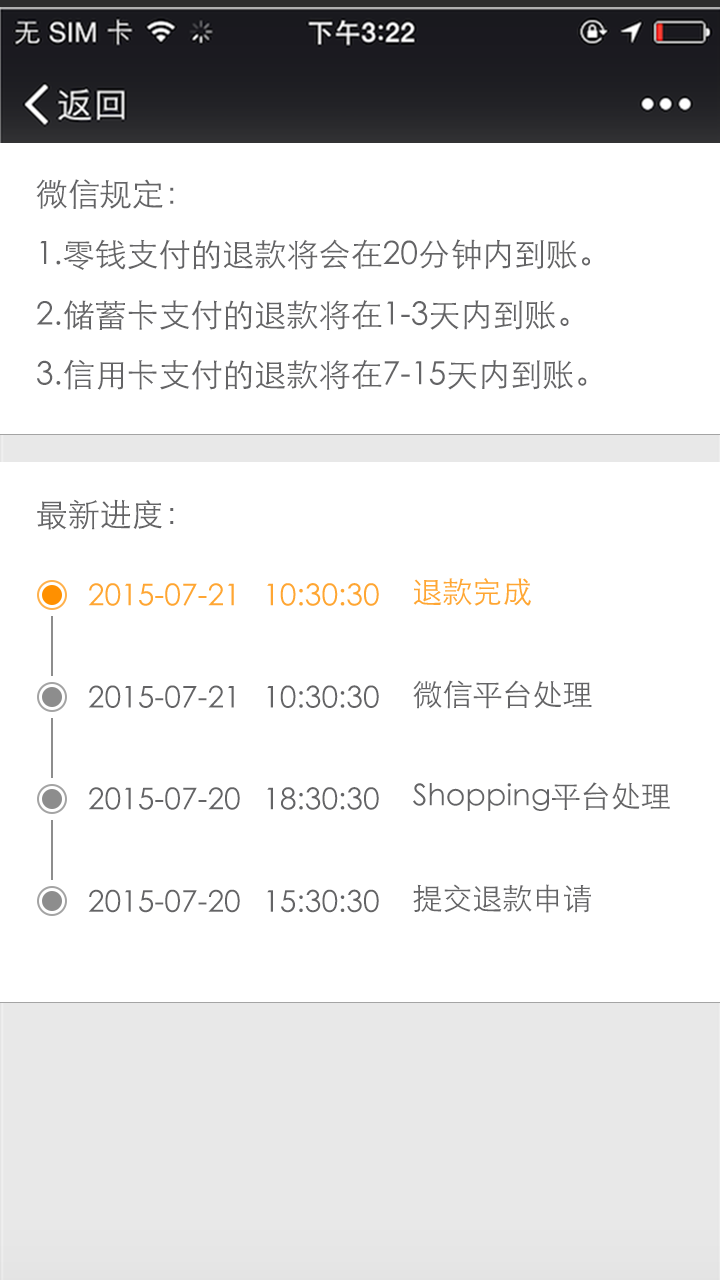 无 SIM 卡 下午3:22
返回
微信规定:
1.零钱支付的退款将会在20分钟内到账。
2.储蓄卡支付的退款将在1-3天内到账。
3.信用卡支付的退款将在7-15天内到账。
最新进度:
2015-07-21 10:30:30 退款完成
2015-07-21 10:30:30 微信平台处理
2015-07-20 18:30:30 Shopping平台处理
2015-07-20 15:30:30 提交退款申请